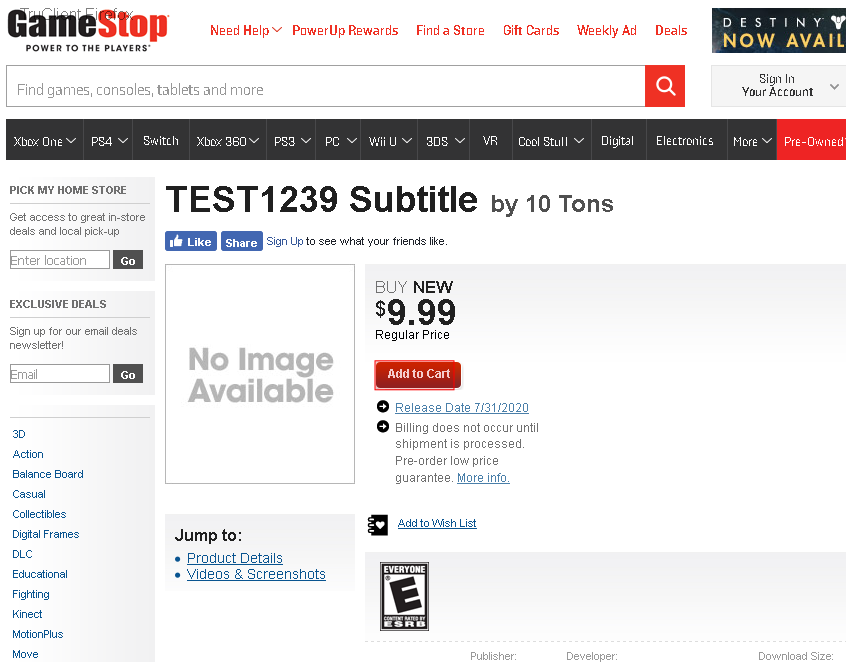 TruClient Firefox
GameStop
POWER TO THE PLAYERS
Need Help PowerUp Rewards Find a Store Gift Cards Weekly Ad Deals
DESTINY
NOW AVAIL
Find games, consoles, tablets and more
Sign In
Your Account
Xbox One PS4 Switch Xbox 360 PS3 PC Wii U 3DS VR Cool Stuff Digital Electronics More Pre-Owned
PICK MY HOME STORE
Get access to great in-store
deals and local pick-up
Enter location Go
EXCLUSIVE DEALS
Sign up for our email deals
newsletter!
Email Go
3D
Action
Balance Board
Casual
Collectibles
Digital Frames
DLC
Educational
Fighting
Kinect
MotionPlus
Move
TEST1239 Subtitle by 10 Tons
Like Share Sign Up to see what your friends like.
No Image
Available
BUY NEW
$9.99
Regular Price
Add to Cart
Release Date 7/31/2020
Billing does not occur until
shipment is processed.
Pre-order low price
guarantee. More info.
Add to Wish List
Jump to:
• Product Details
• Videos & Screenshots
EVERYONE
E
CONTENT RATED BY
ESRB
Publisher: Developer: Download Size: